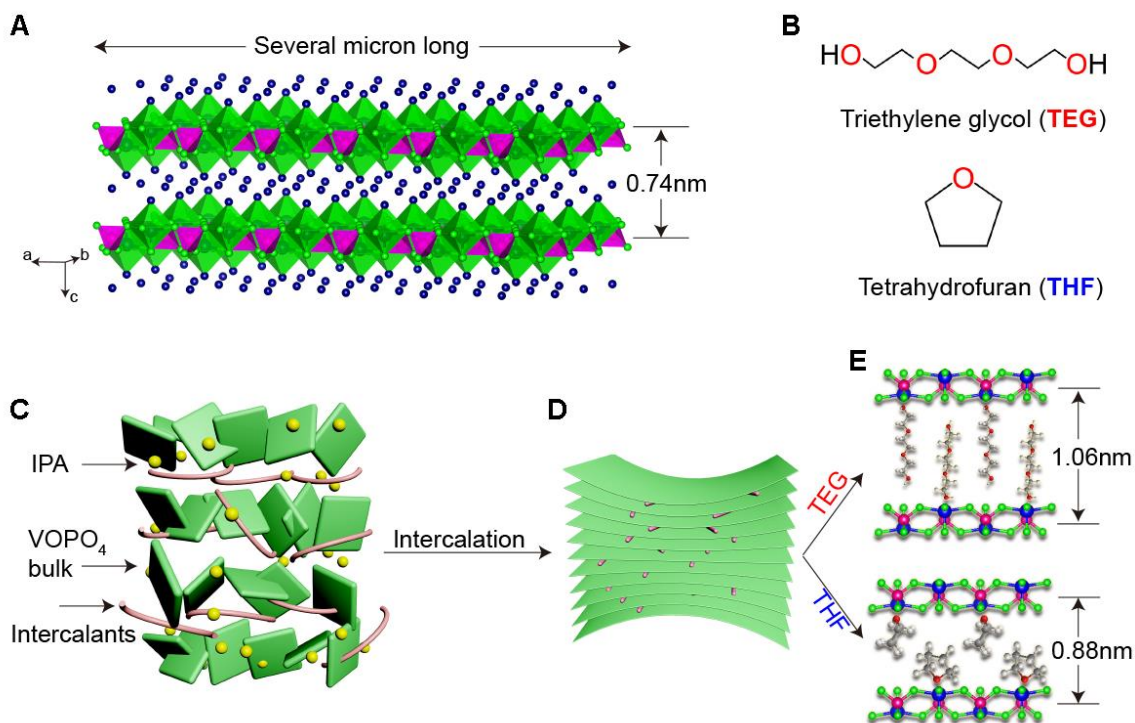 A
Several micron long
0.74nm
a
b
c
B
HO
O
O
OH
Triethylene glycol (TEG)
O
Tetrahydrofuran (THF)
C
IPA
VOPO₄
bulk
Intercalants
Intercalation
D
TEG
THF
E
1.06nm
0.88nm